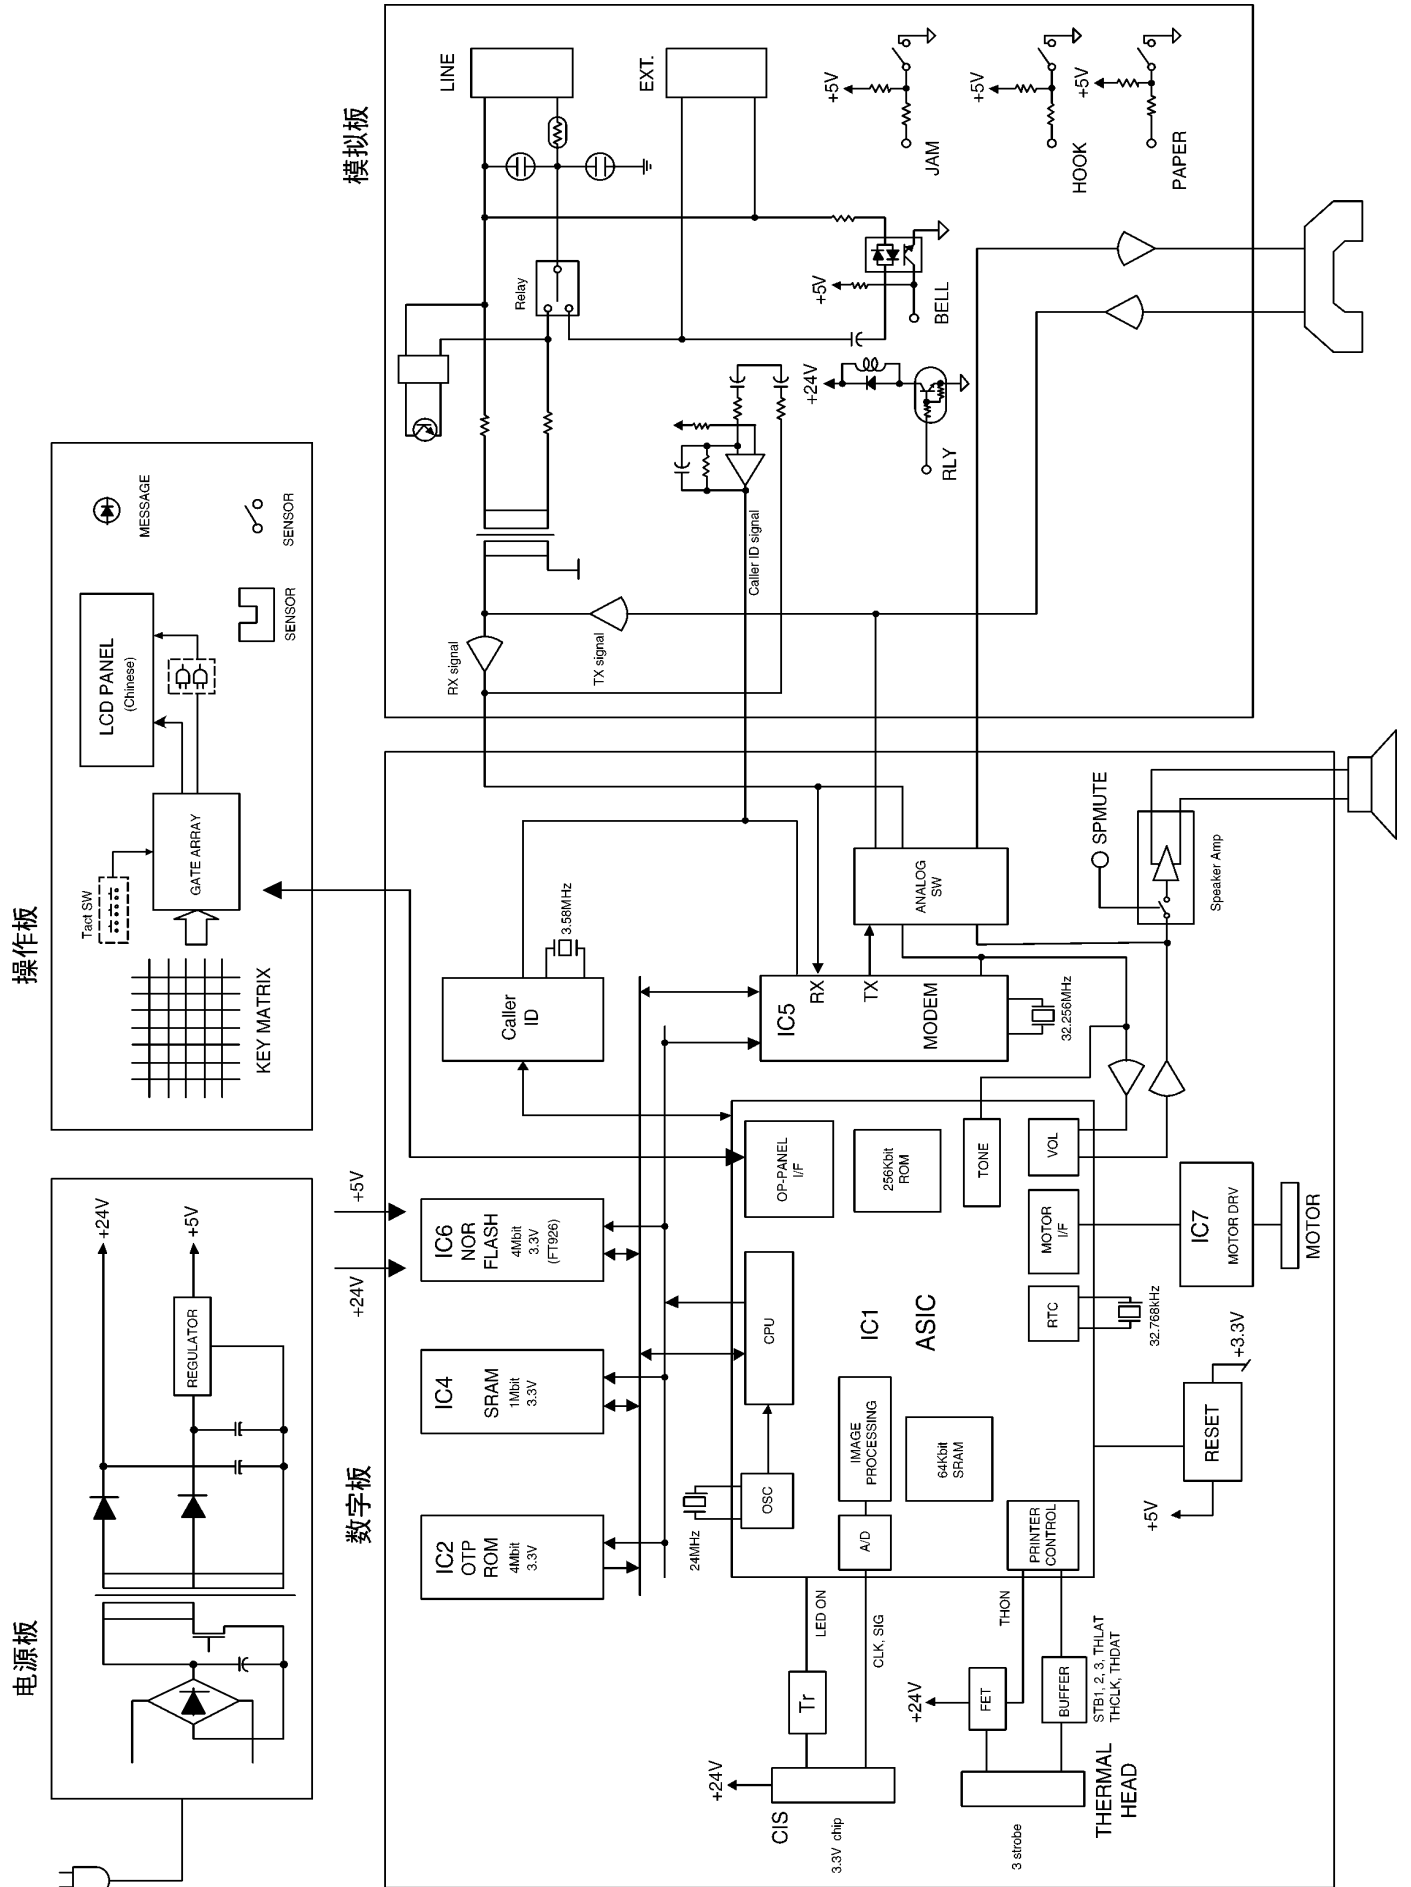 电源板
+24V
+5V
REGULATOR
操作板
KEY MATRIX
Tact SW
GATE ARRAY
LCD PANEL
(Chinese)
MESSAGE
SENSOR
SENSOR
+24V
+5V
数字板
IC2
OTP
ROM
4Mbit
3.3V
IC4
SRAM
1Mbit
3.3V
IC6
NOR
FLASH
4Mbit
3.3V
(FT926)
Caller
ID
3.58MHz
24MHz
OSC
CPU
OP-PANEL
I/F
IC5
RX
TX
MODEM
32.256MHz
ANALOG
SW
A/D
IMAGE
PROCESSING
IC1
ASIC
256Kbit
ROM
64Kbit
SRAM
TONE
PRINTER
CONTROL
RTC
MOTOR
I/F
VOL
32.768kHz
+24V
CIS
3.3V chip
Tr
LED ON
CLK, SIG
+24V
FET
THON
BUFFER
STB1, 2, 3, THLAT
THCLK, THDAT
THERMAL
HEAD
3 strobe
+5V
RESET
+3.3V
IC7
MOTOR DRV
MOTOR
SPMUTE
Speaker Amp
模拟板
LINE
EXT.
Relay
RX signal
TX signal
Caller ID signal
+24V
RLY
+5V
BELL
+5V
JAM
+5V
HOOK
+5V
PAPER